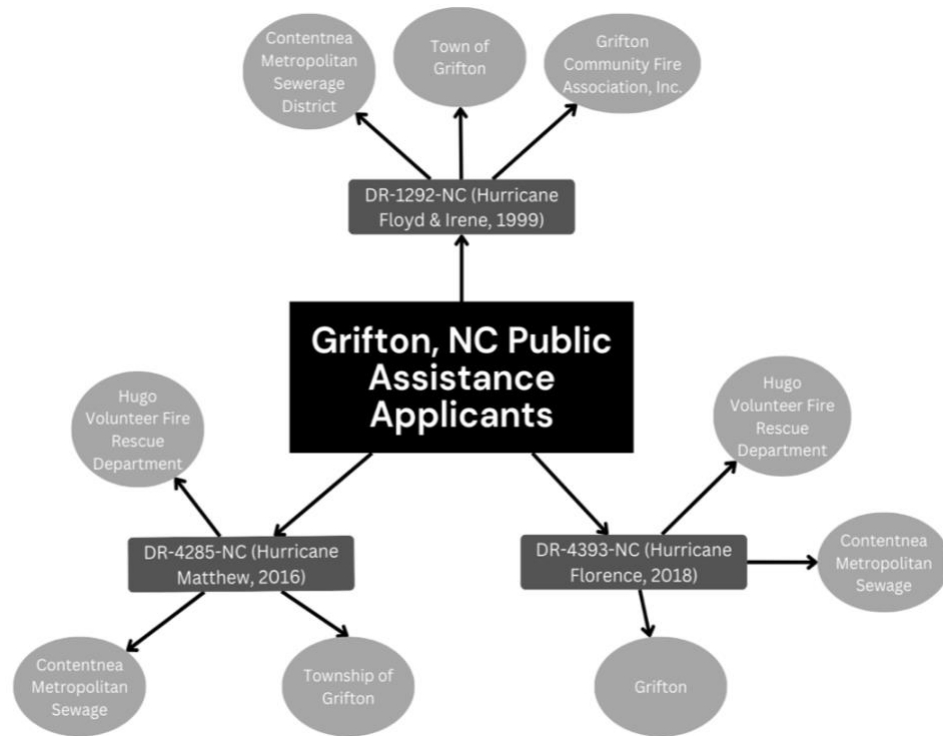 Contentnea
Metropolitan
Sewerage
District
Town of
Grifton
Grifton
Community Fire
Association, Inc.
DR-1292-NC (Hurricane
Floyd & Irene, 1999)
Grifton, NC Public
Assistance
Applicants
Hugo
Volunteer Fire
Rescue
Department
DR-4285-NC (Hurricane
Matthew, 2016)
Contentnea
Metropolitan
Sewage
Township of
Grifton
Hugo
Volunteer Fire
Rescue
Department
DR-4393-NC (Hurricane
Florence, 2018)
Contentnea
Metropolitan
Sewage
Grifton